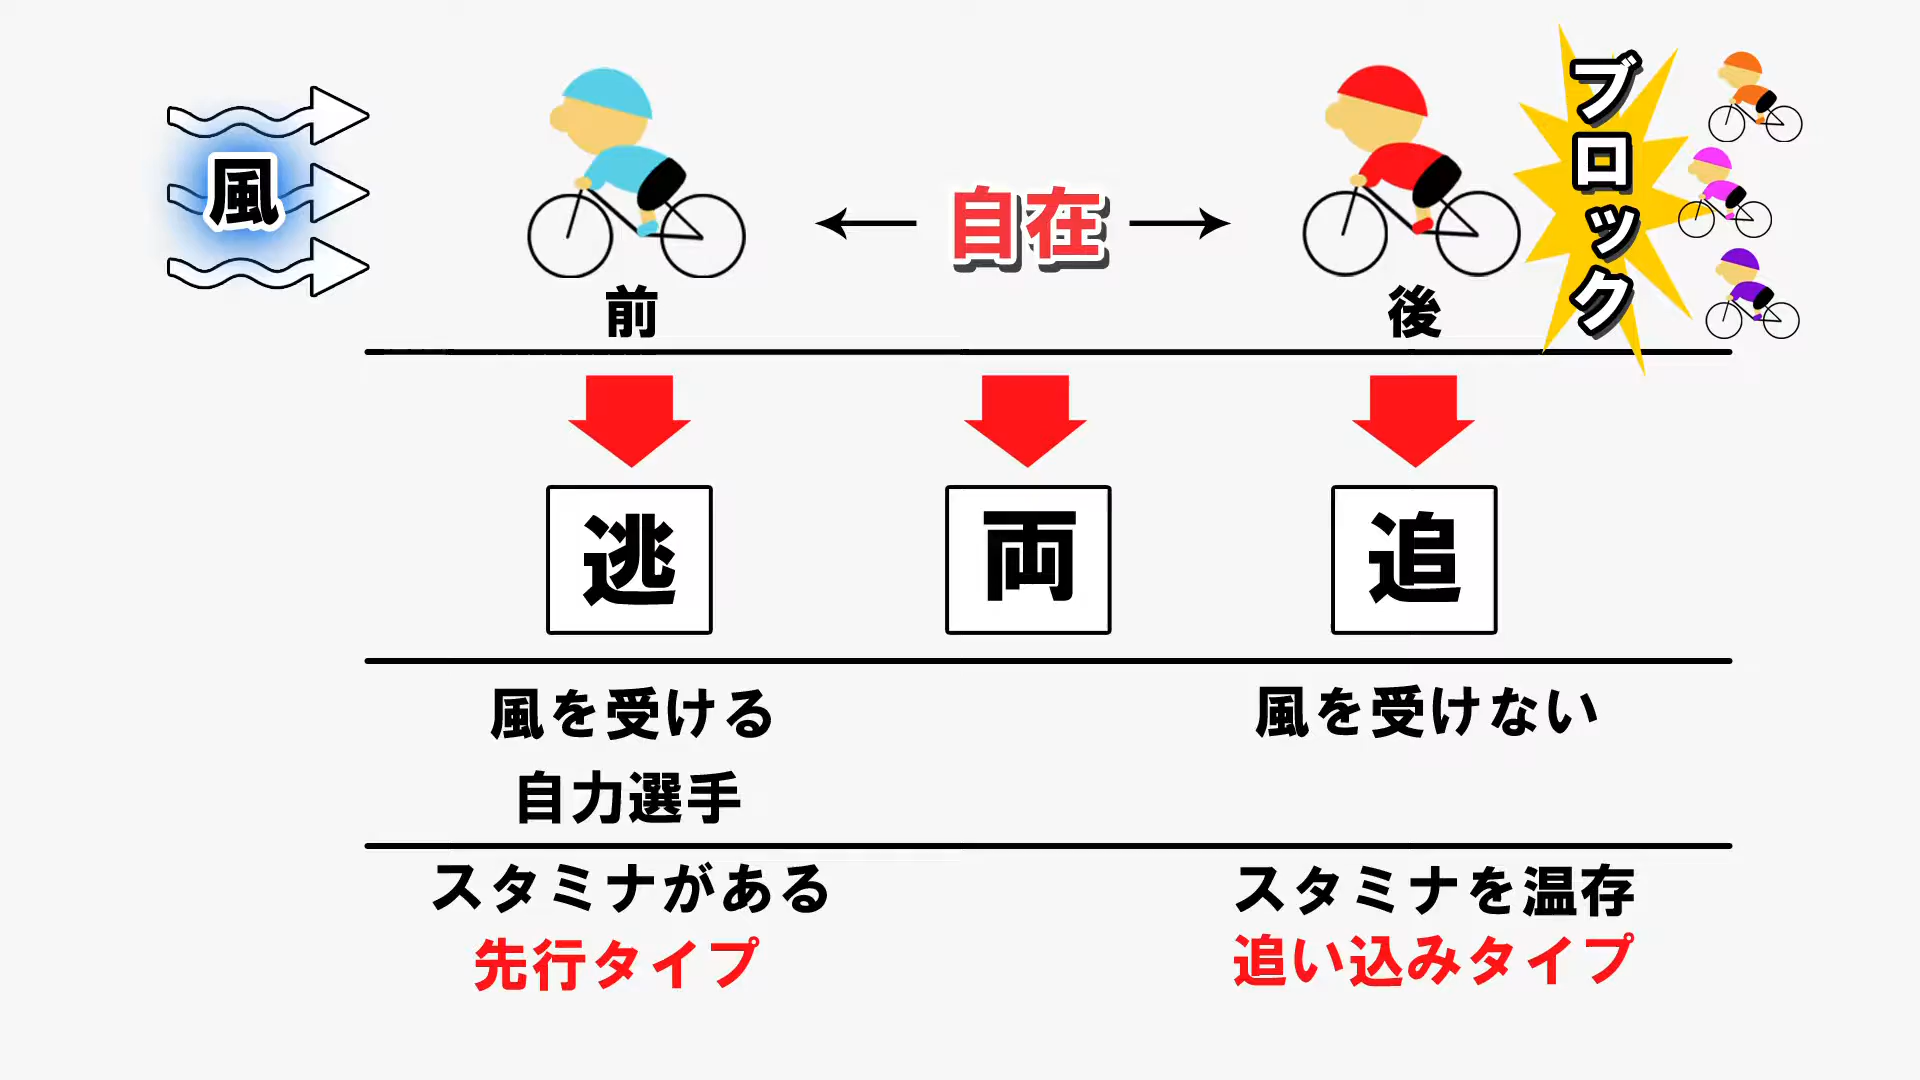 風
自在
ブロック
前
後
逃
両
追
風を受ける
風を受けない
自力選手
スタミナがある
スタミナを温存
先行タイプ
追い込みタイプ